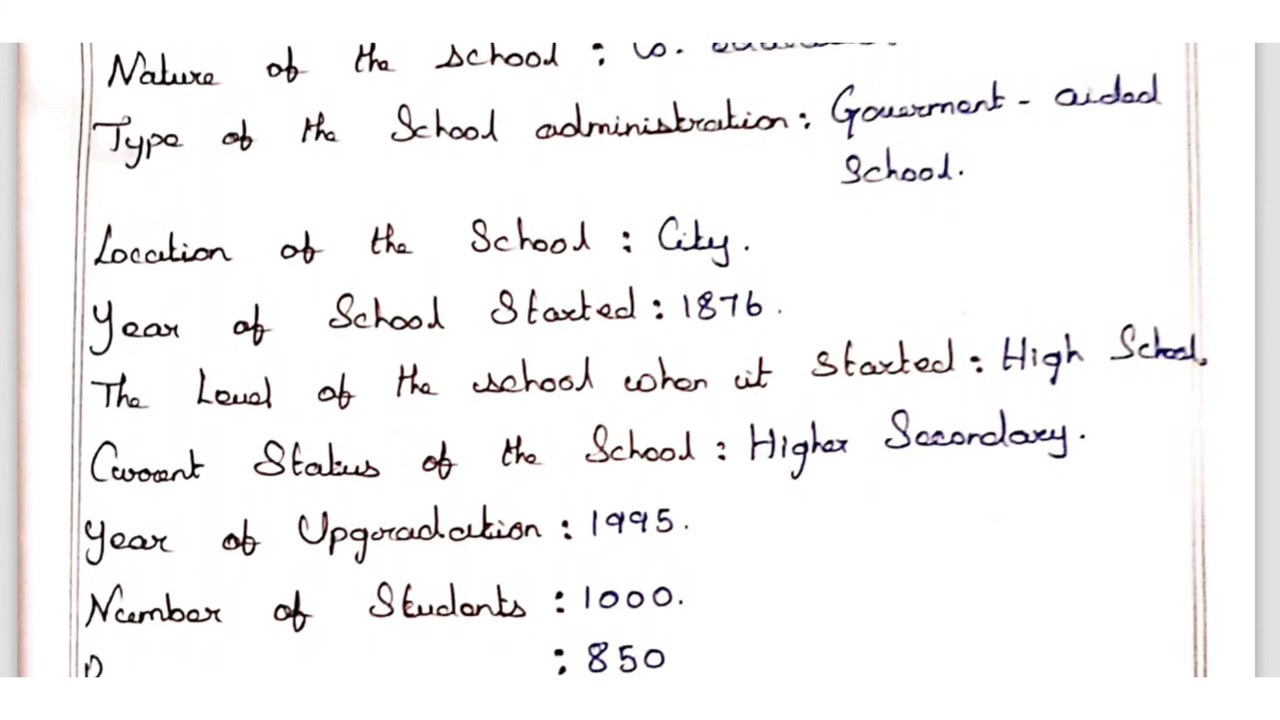 Nature of the School : Co.
Type of the School administration : Gouerment - aided
School.
Location of the School : City.
Year of School Started : 1876.
The Level of the school when it Started : High School.
Current Status of the School : Higher Secondary.
Year of Upgradation : 1995.
Number of Students : 1000.
: 850